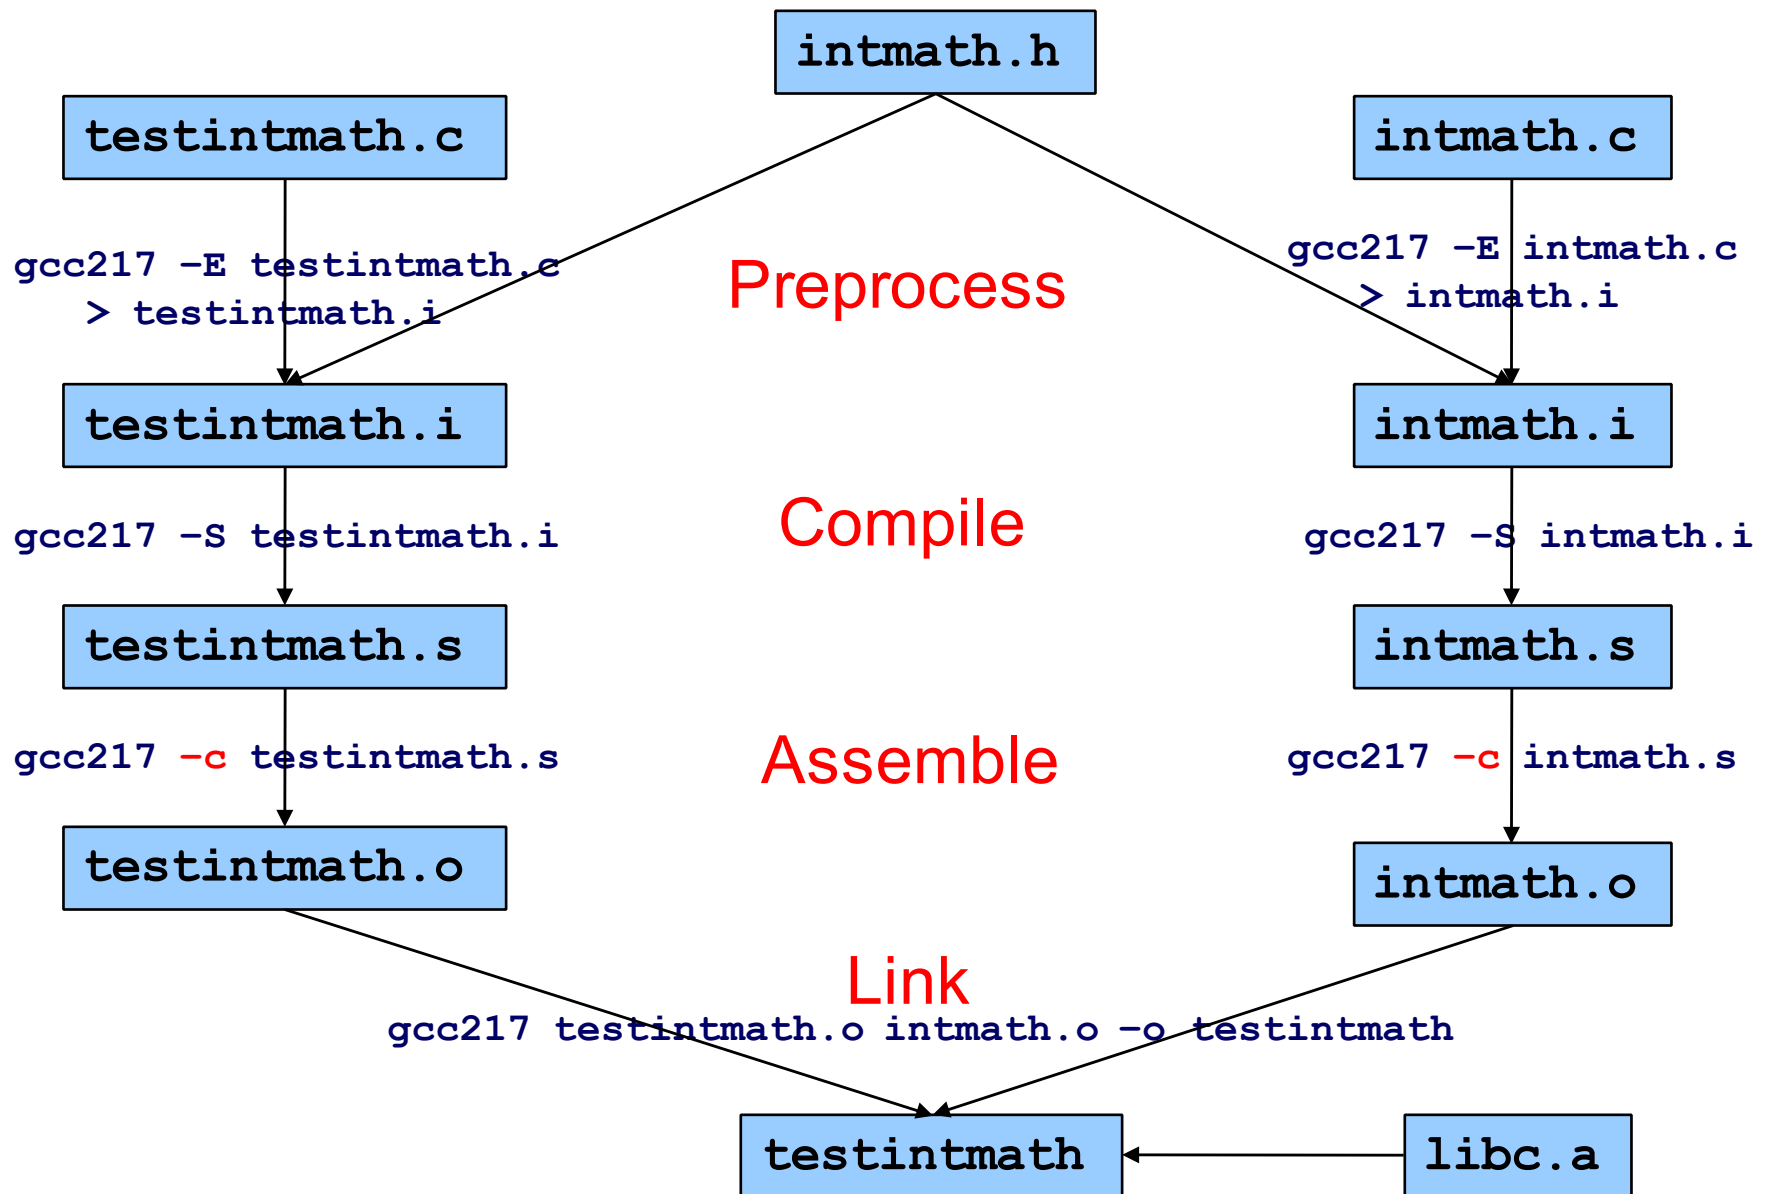 intmath.h
testintmath.c
intmath.c
gcc217 –E testintmath.c
> testintmath.i
Preprocess
gcc217 –E intmath.c
> intmath.i
testintmath.i
intmath.i
gcc217 –S testintmath.i
Compile
gcc217 –S intmath.i
testintmath.s
intmath.s
gcc217 –c testintmath.s
Assemble
gcc217 –c intmath.s
testintmath.o
intmath.o
Link
gcc217 testintmath.o intmath.o –o testintmath
testintmath
libc.a